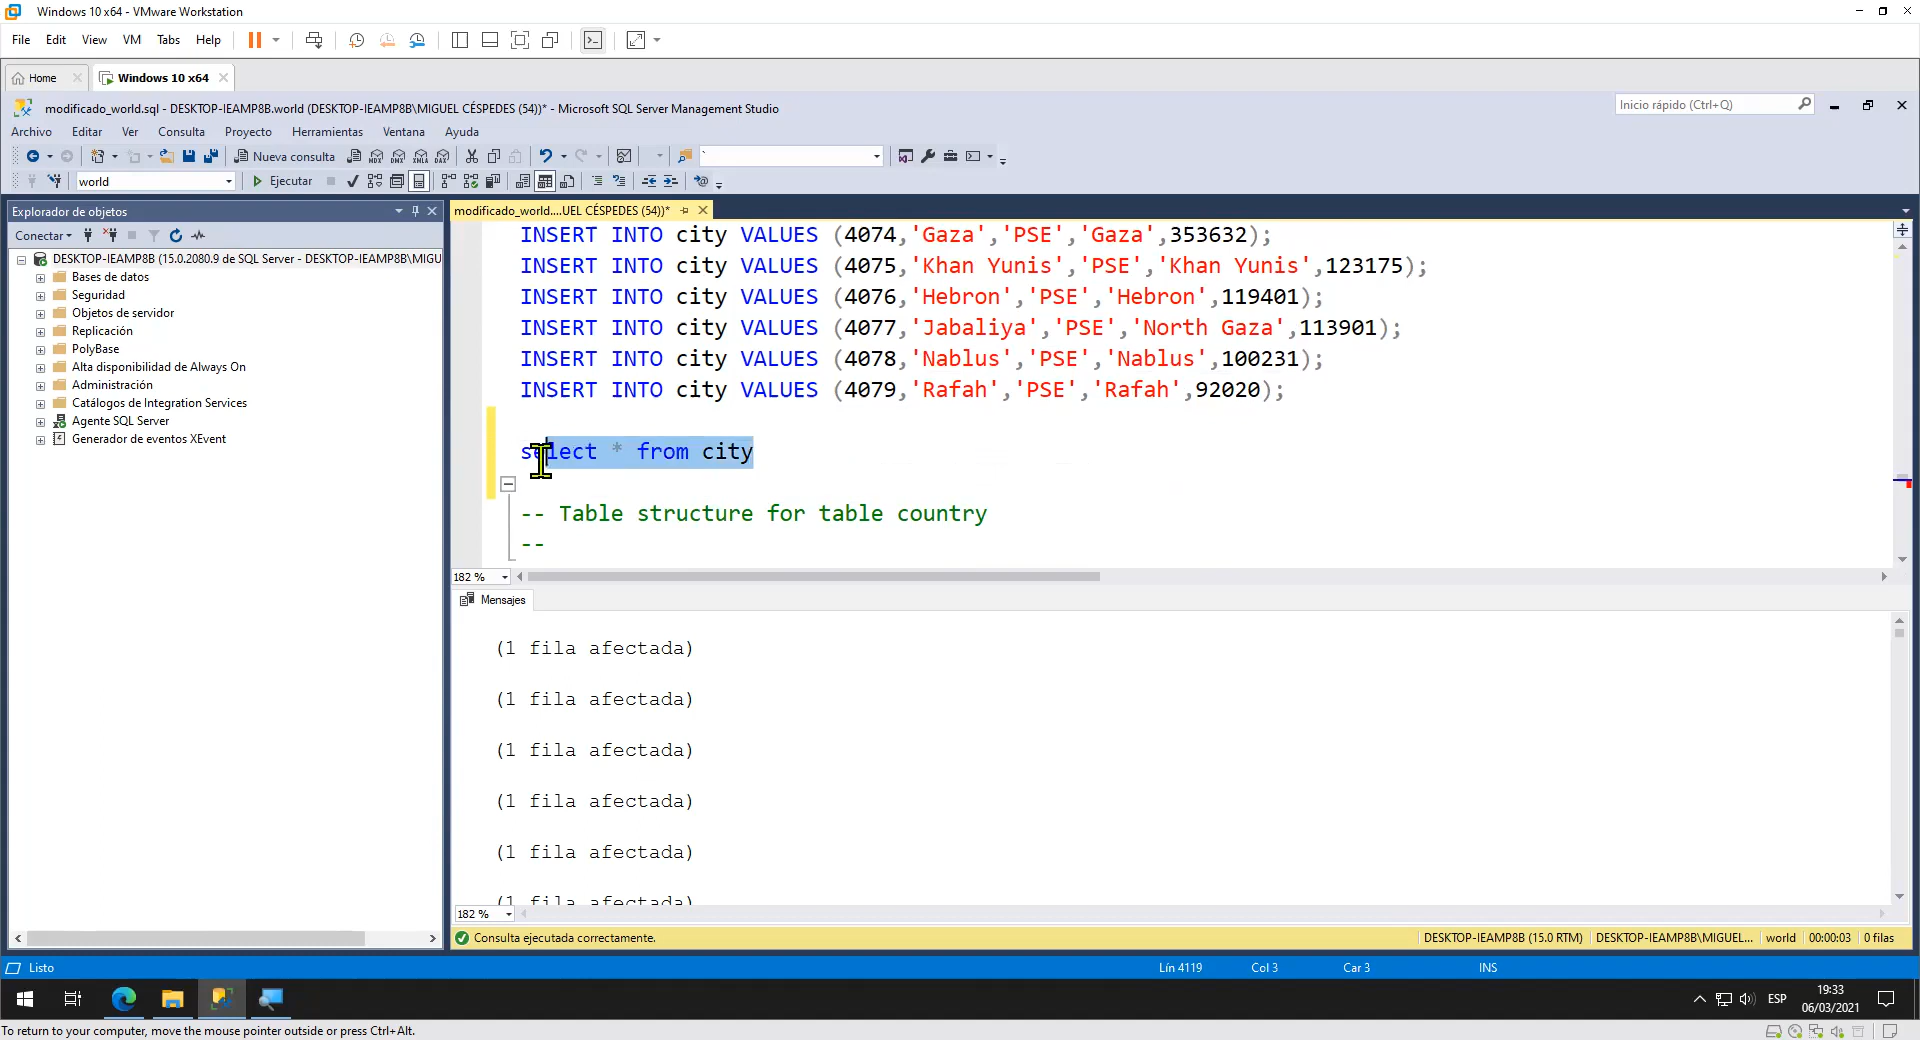 Windows 10 x64 - VMware Workstation
File Edit View VM Tabs Help
Home Windows 10 x64
modificado_world.sql - DESKTOP-IEAMP8B.world (DESKTOP-IEAMP8B\MIGUEL CÉSPEDES (54))* - Microsoft SQL Server Management Studio
Inicio rápido (Ctrl+Q)
Archivo Editar Ver Consulta Proyecto Herramientas Ventana Ayuda
Nueva consulta
world Ejecutar
Explorador de objetos
Conectar
DESKTOP-IEAMP8B (15.0.2080.9 de SQL Server - DESKTOP-IEAMP8B\MIGU
Bases de datos
Seguridad
Objetos de servidor
Replicación
PolyBase
Alta disponibilidad de Always On
Administración
Catálogos de Integration Services
Agente SQL Server
Generador de eventos XEvent
modificado_world....UEL CÉSPEDES (54))*
INSERT INTO city VALUES (4074,'Gaza','PSE','Gaza',353632);
INSERT INTO city VALUES (4075,'Khan Yunis','PSE','Khan Yunis',123175);
INSERT INTO city VALUES (4076,'Hebron','PSE','Hebron',119401);
INSERT INTO city VALUES (4077,'Jabaliya','PSE','North Gaza',113901);
INSERT INTO city VALUES (4078,'Nablus','PSE','Nablus',100231);
INSERT INTO city VALUES (4079,'Rafah','PSE','Rafah',92020);
select * from city
-- Table structure for table country
--
182 %
Mensajes
(1 fila afectada)
(1 fila afectada)
(1 fila afectada)
(1 fila afectada)
(1 fila afectada)
(1 fila afectada)
182 %
Consulta ejecutada correctamente.
DESKTOP-IEAMP8B (15.0 RTM) DESKTOP-IEAMP8B\MIGUEL... world 00:00:03 0 filas
Listo
Lín 4119 Col 3 Car 3 INS
ESP
19:33
06/03/2021
To return to your computer, move the mouse pointer outside or press Ctrl+Alt.